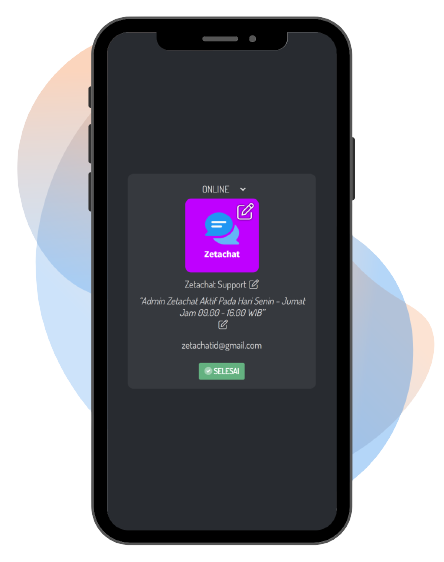 ONLINE
Zetachat
Zetachat Support
"Admin Zetachat Aktif Pada Hari Senin - Jumat
Jam 09.00 - 16.00 WIB"
zetachatid@gmail.com
SELESAI